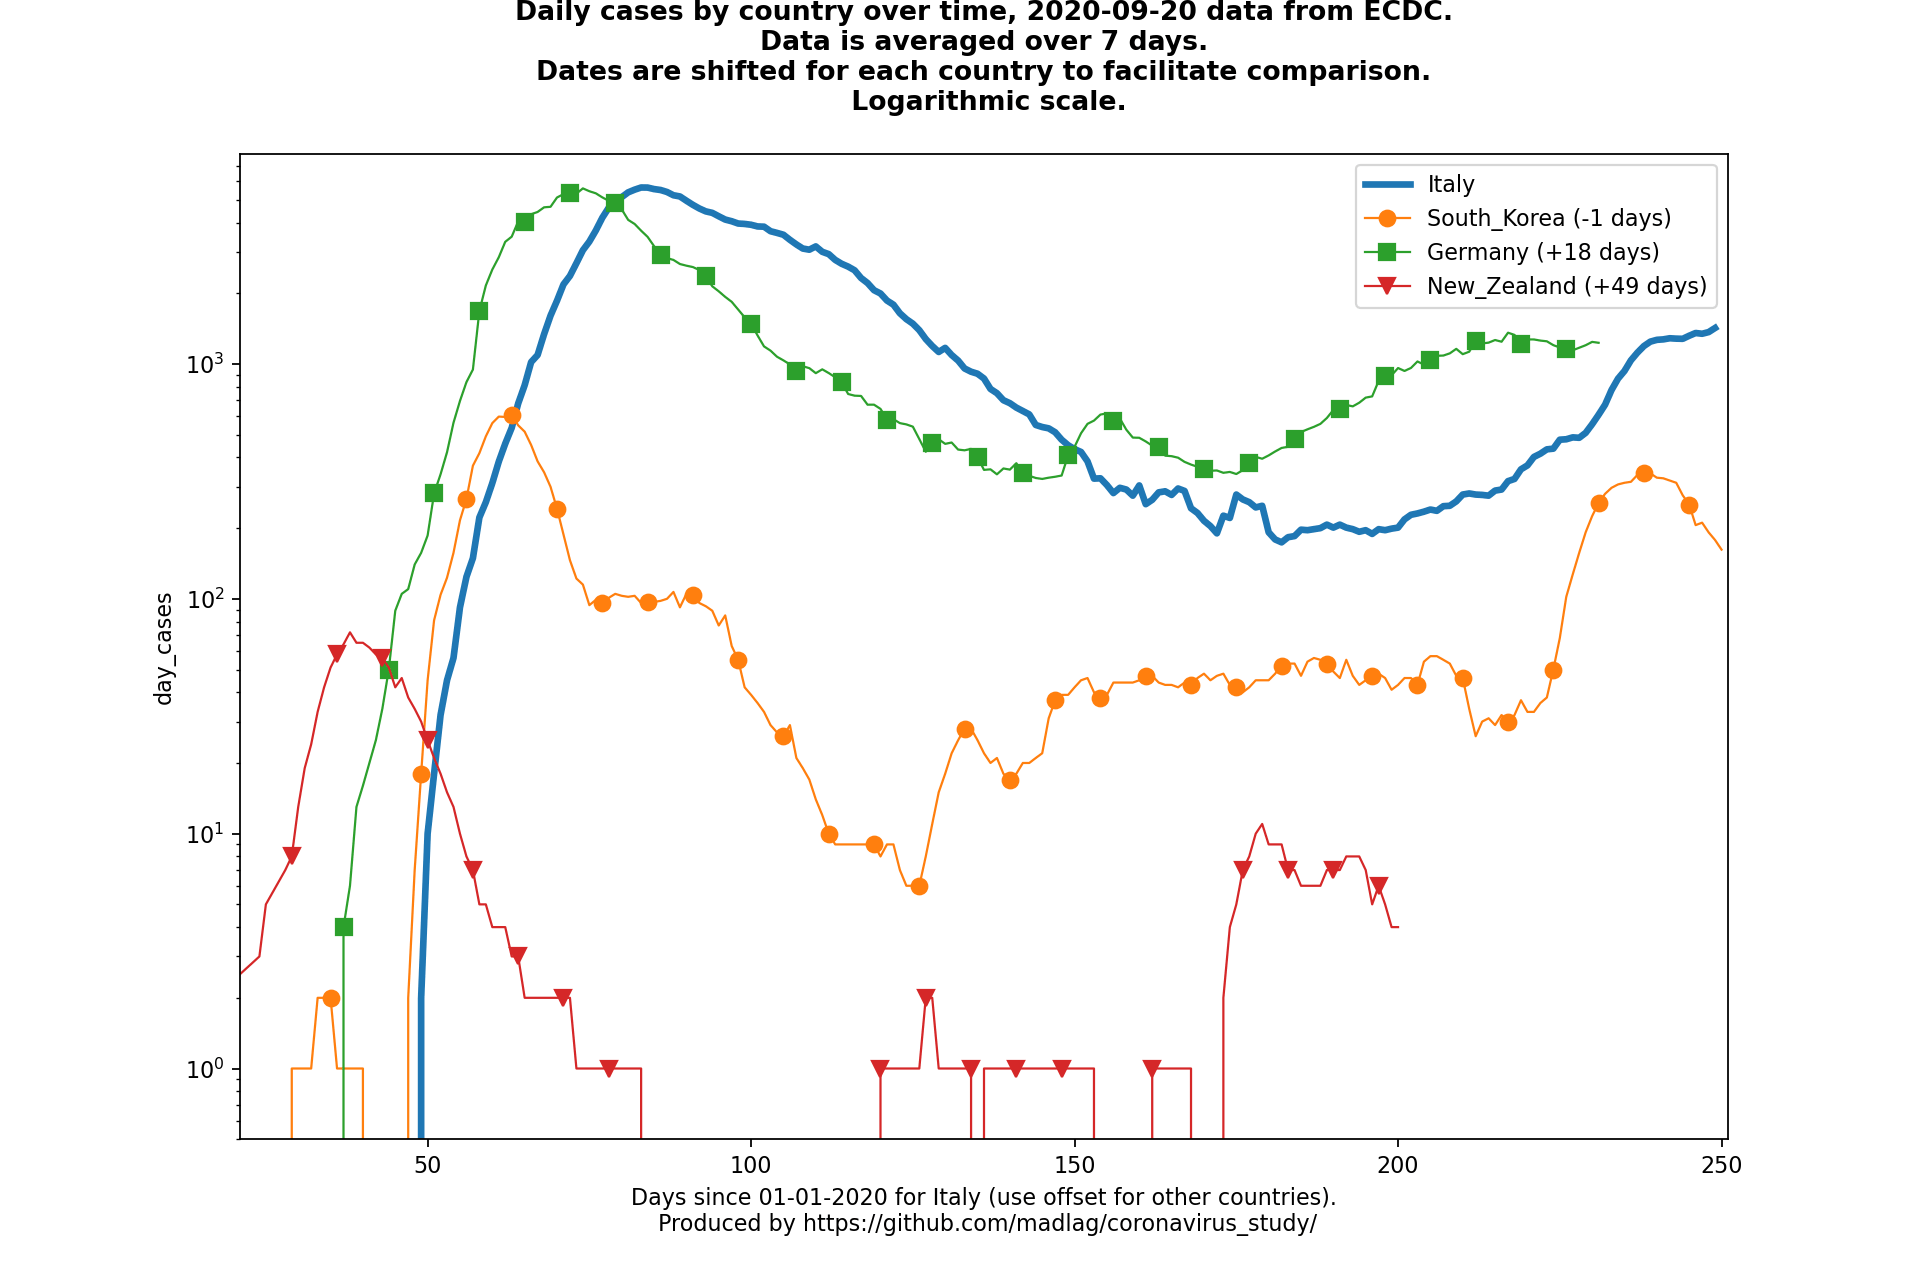 Daily cases by country over time, 2020-09-20 data from ECDC.
Data is averaged over 7 days.
Dates are shifted for each country to facilitate comparison.
Logarithmic scale.
Italy
South_Korea (-1 days)
Germany (+18 days)
New_Zealand (+49 days)
10³
10²
10¹
10⁰
day_cases
50
100
150
200
250
Days since 01-01-2020 for Italy (use offset for other countries).
Produced by https://github.com/madlag/coronavirus_study/